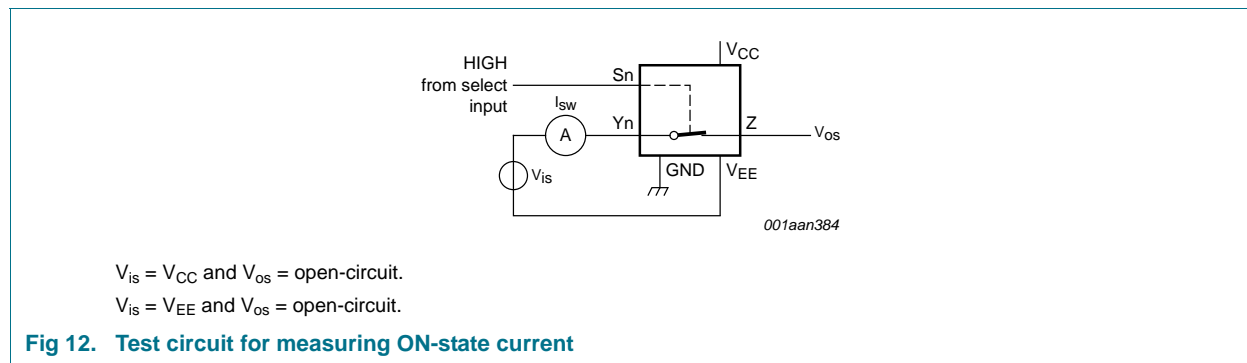 HIGH
from select
input
Sn
VCC
Isw
A
Yn
Z
Vos
Vis
GND
VEE
001aan384
Vis = VCC and Vos = open-circuit.
Vis = VEE and Vos = open-circuit.
Fig 12. Test circuit for measuring ON-state current